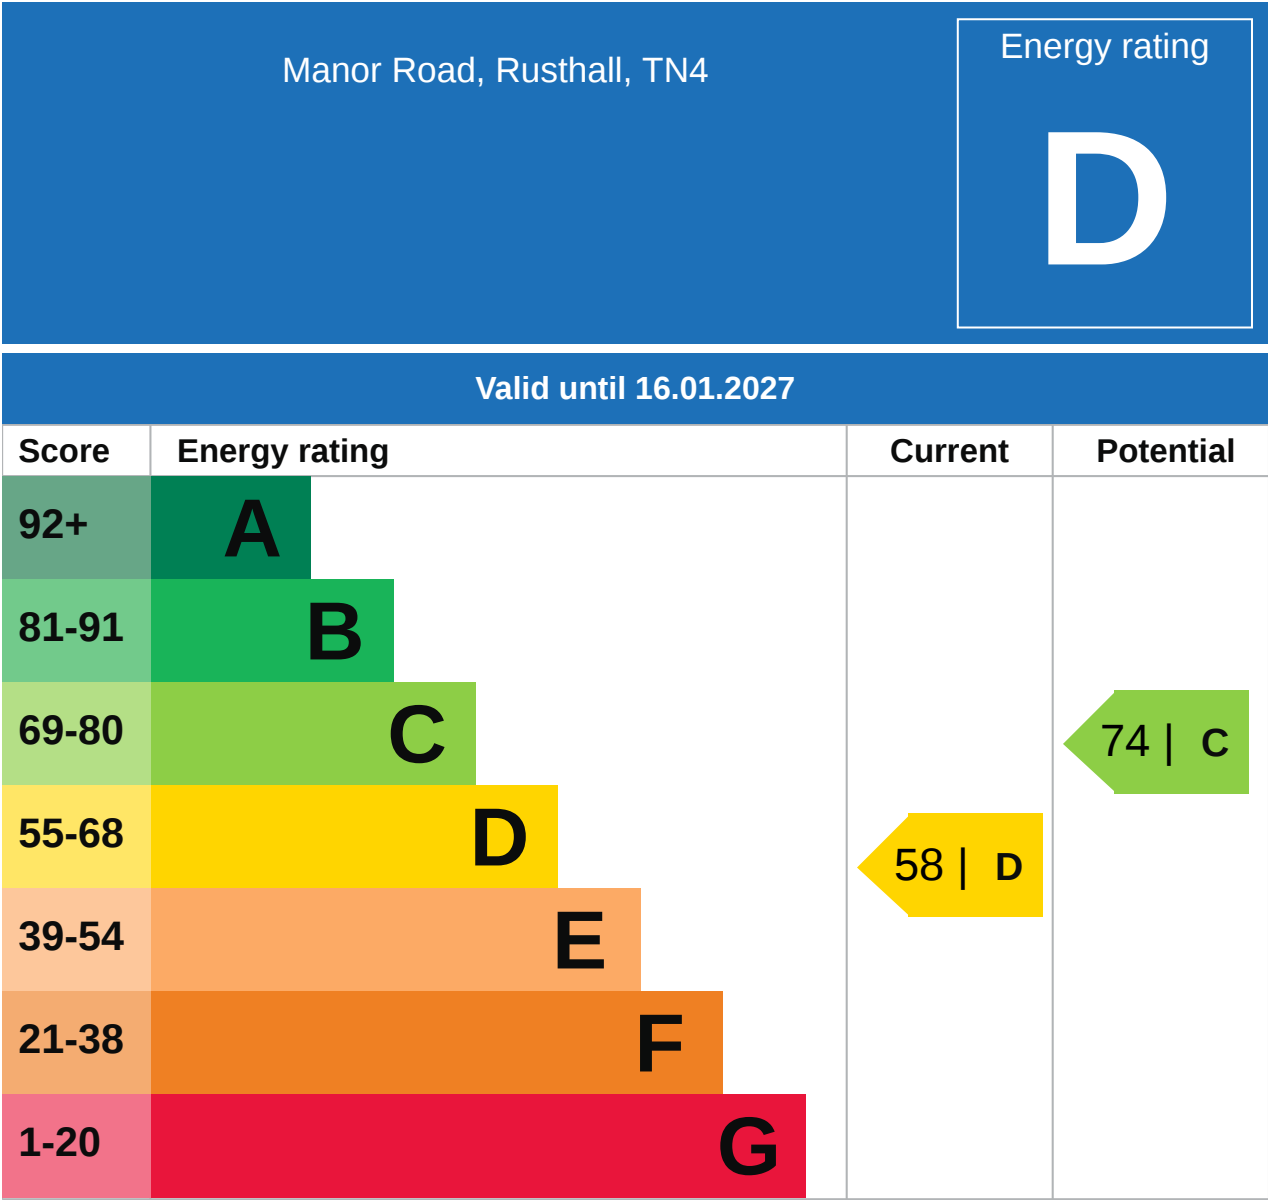 Manor Road, Rusthall, TN4
Energy rating
D
Valid until 16.01.2027
Score Energy rating Current Potential
92+ A
81-91 B
69-80 C
74 | C
55-68 D
58 | D
39-54 E
21-38 F
1-20 G